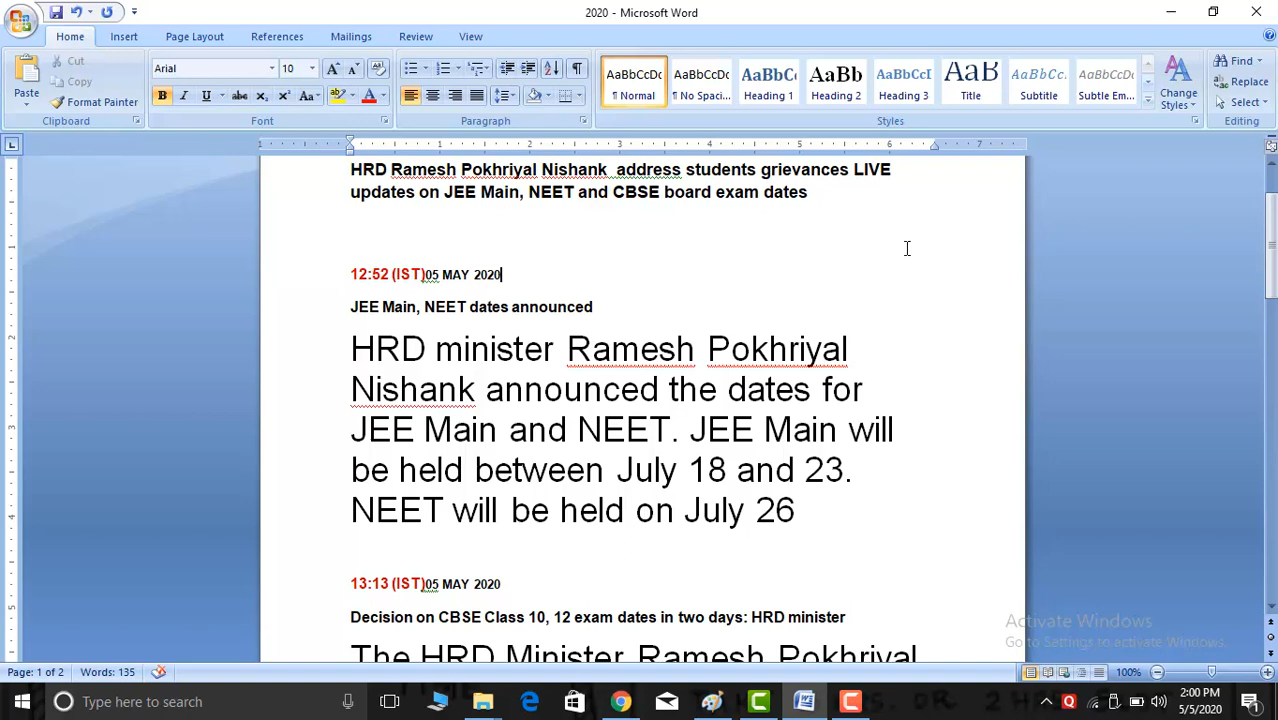 2020 - Microsoft Word
Home Insert Page Layout References Mailings Review View
Paste
Cut
Copy
Format Painter
Clipboard
Arial 10
Font
Paragraph
AaBbCcDc AaBbCcDc AaBbC AaBb AaBbCcI AaB AaBbCcL AaBbCcDc
¶ Normal ¶ No Spaci... Heading 1 Heading 2 Heading 3 Title Subtitle Subtle Em...
Change Styles
Styles
Find
Replace
Select
Editing
HRD Ramesh Pokhriyal Nishank  address students grievances LIVE
updates on JEE Main, NEET and CBSE board exam dates
12:52 (IST)05 MAY 2020
JEE Main, NEET dates announced
HRD minister Ramesh Pokhriyal
Nishank announced the dates for
JEE Main and NEET. JEE Main will
be held between July 18 and 23.
NEET will be held on July 26
13:13 (IST)05 MAY 2020
Decision on CBSE Class 10, 12 exam dates in two days: HRD minister
The HRD Minister Ramesh Pokhriyal
Activate Windows
Go to Settings to activate Windows.
Page: 1 of 2 Words: 135 100%
Type here to search
2:00 PM
5/5/2020